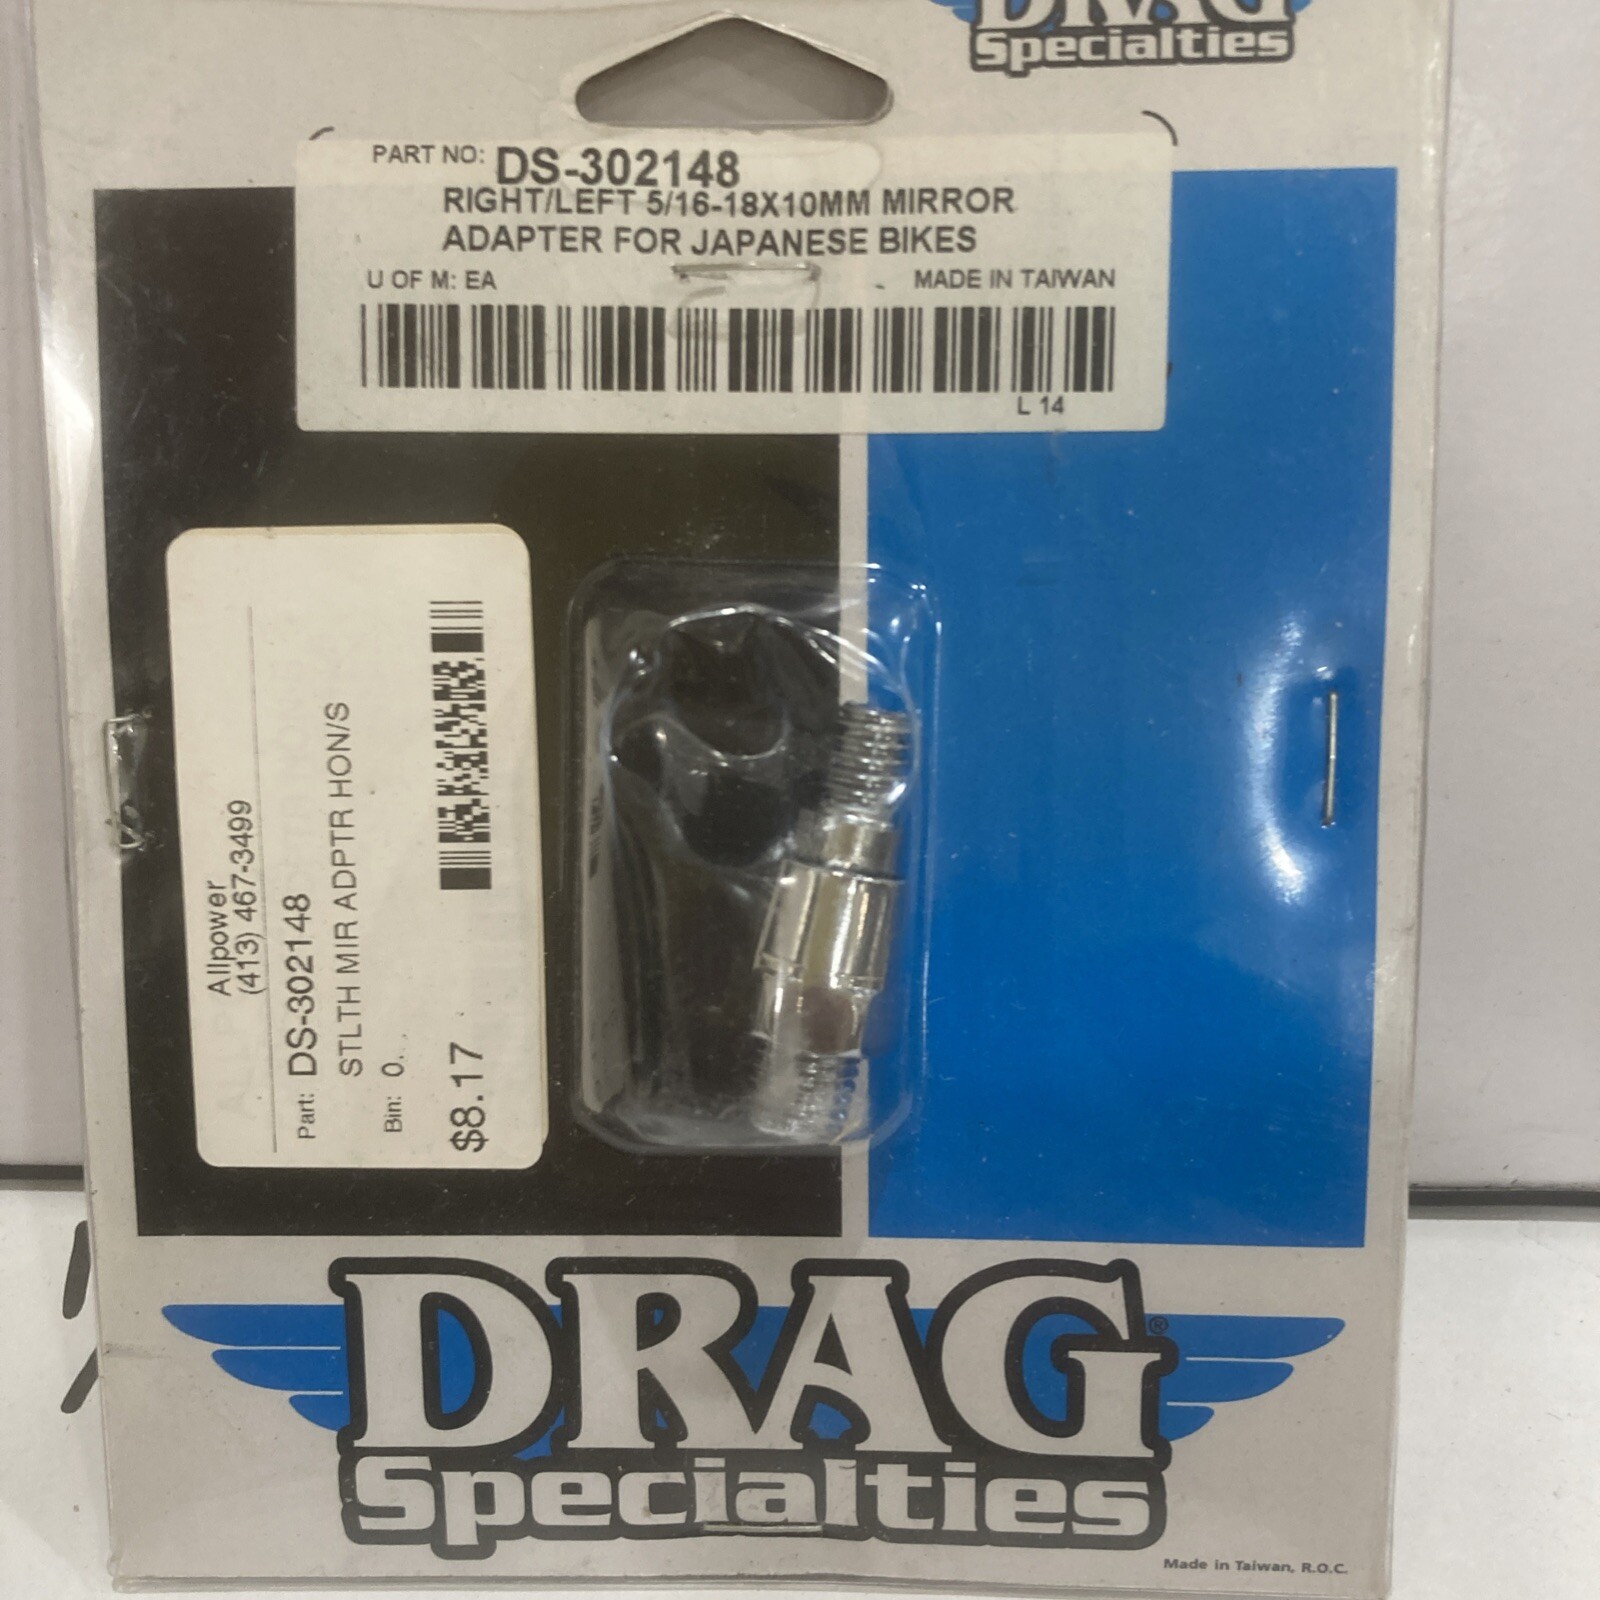 DRAG
Specialties
PART NO: DS-302148
RIGHT/LEFT 5/16-18X10MM MIRROR
ADAPTER FOR JAPANESE BIKES
U OF M: EA
MADE IN TAIWAN
L 14
Allpower
(413) 467-3499
Part: DS-302148
STLTH MIR ADPTR HON/S
Bin: 0.
$8.17
DRAG®
Specialties
Made in Taiwan, R.O.C.